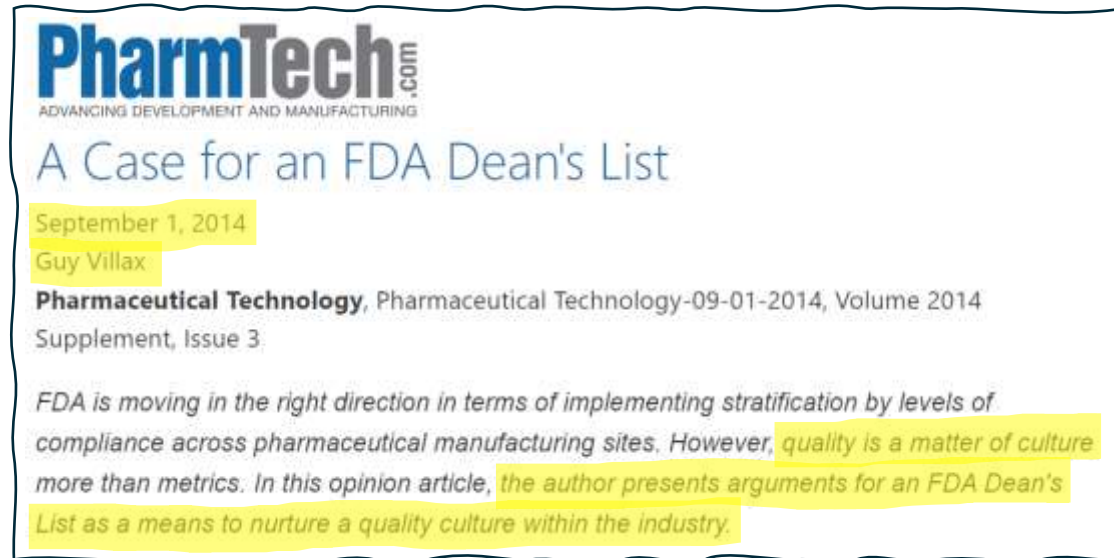 PharmTech.com
ADVANCING DEVELOPMENT AND MANUFACTURING
A Case for an FDA Dean's List
September 1, 2014
Guy Villax
Pharmaceutical Technology, Pharmaceutical Technology-09-01-2014, Volume 2014
Supplement, Issue 3
FDA is moving in the right direction in terms of implementing stratification by levels of
compliance across pharmaceutical manufacturing sites. However, quality is a matter of culture
more than metrics. In this opinion article, the author presents arguments for an FDA Dean's
List as a means to nurture a quality culture within the industry.